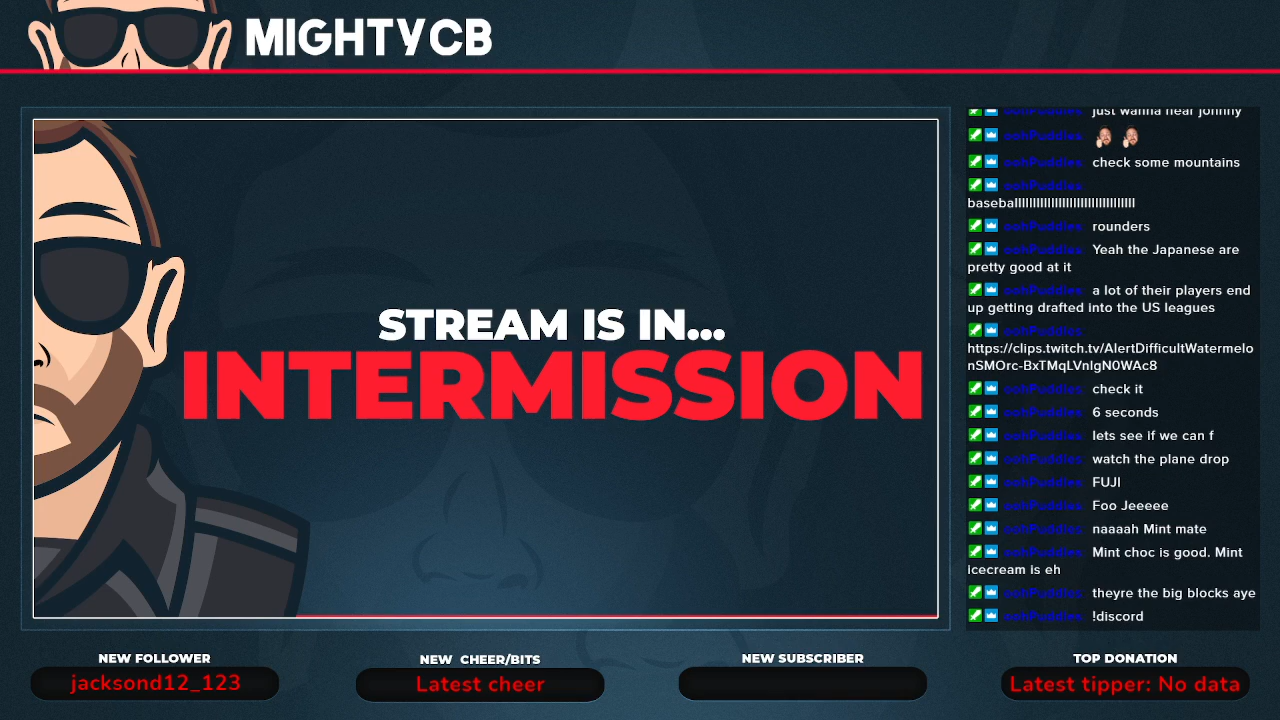 MIGHTYCB
STREAM IS IN...
INTERMISSION
oohPuddles just wanna hear johnny
oohPuddles
oohPuddles check some mountains
oohPuddles
oohPuddles rounders
oohPuddles Yeah the Japanese are
pretty good at it
oohPuddles a lot of their players end
up getting drafted into the US leagues
oohPuddles
https://clips.twitch.tv/AlertDifficultWatermelo
nSMOrc-BxTMqLVnlgN0WAc8
oohPuddles check it
oohPuddles 6 seconds
oohPuddles lets see if we can f
oohPuddles watch the plane drop
oohPuddles FUJI
oohPuddles Foo Jeeeee
oohPuddles naaaah Mint mate
oohPuddles Mint choc is good. Mint
icecream is eh
oohPuddles theyre the big blocks aye
oohPuddles !discord
NEW FOLLOWER
jacksond12_123
NEW CHEER/BITS
Latest cheer
NEW SUBSCRIBER
TOP DONATION
Latest tipper: No data